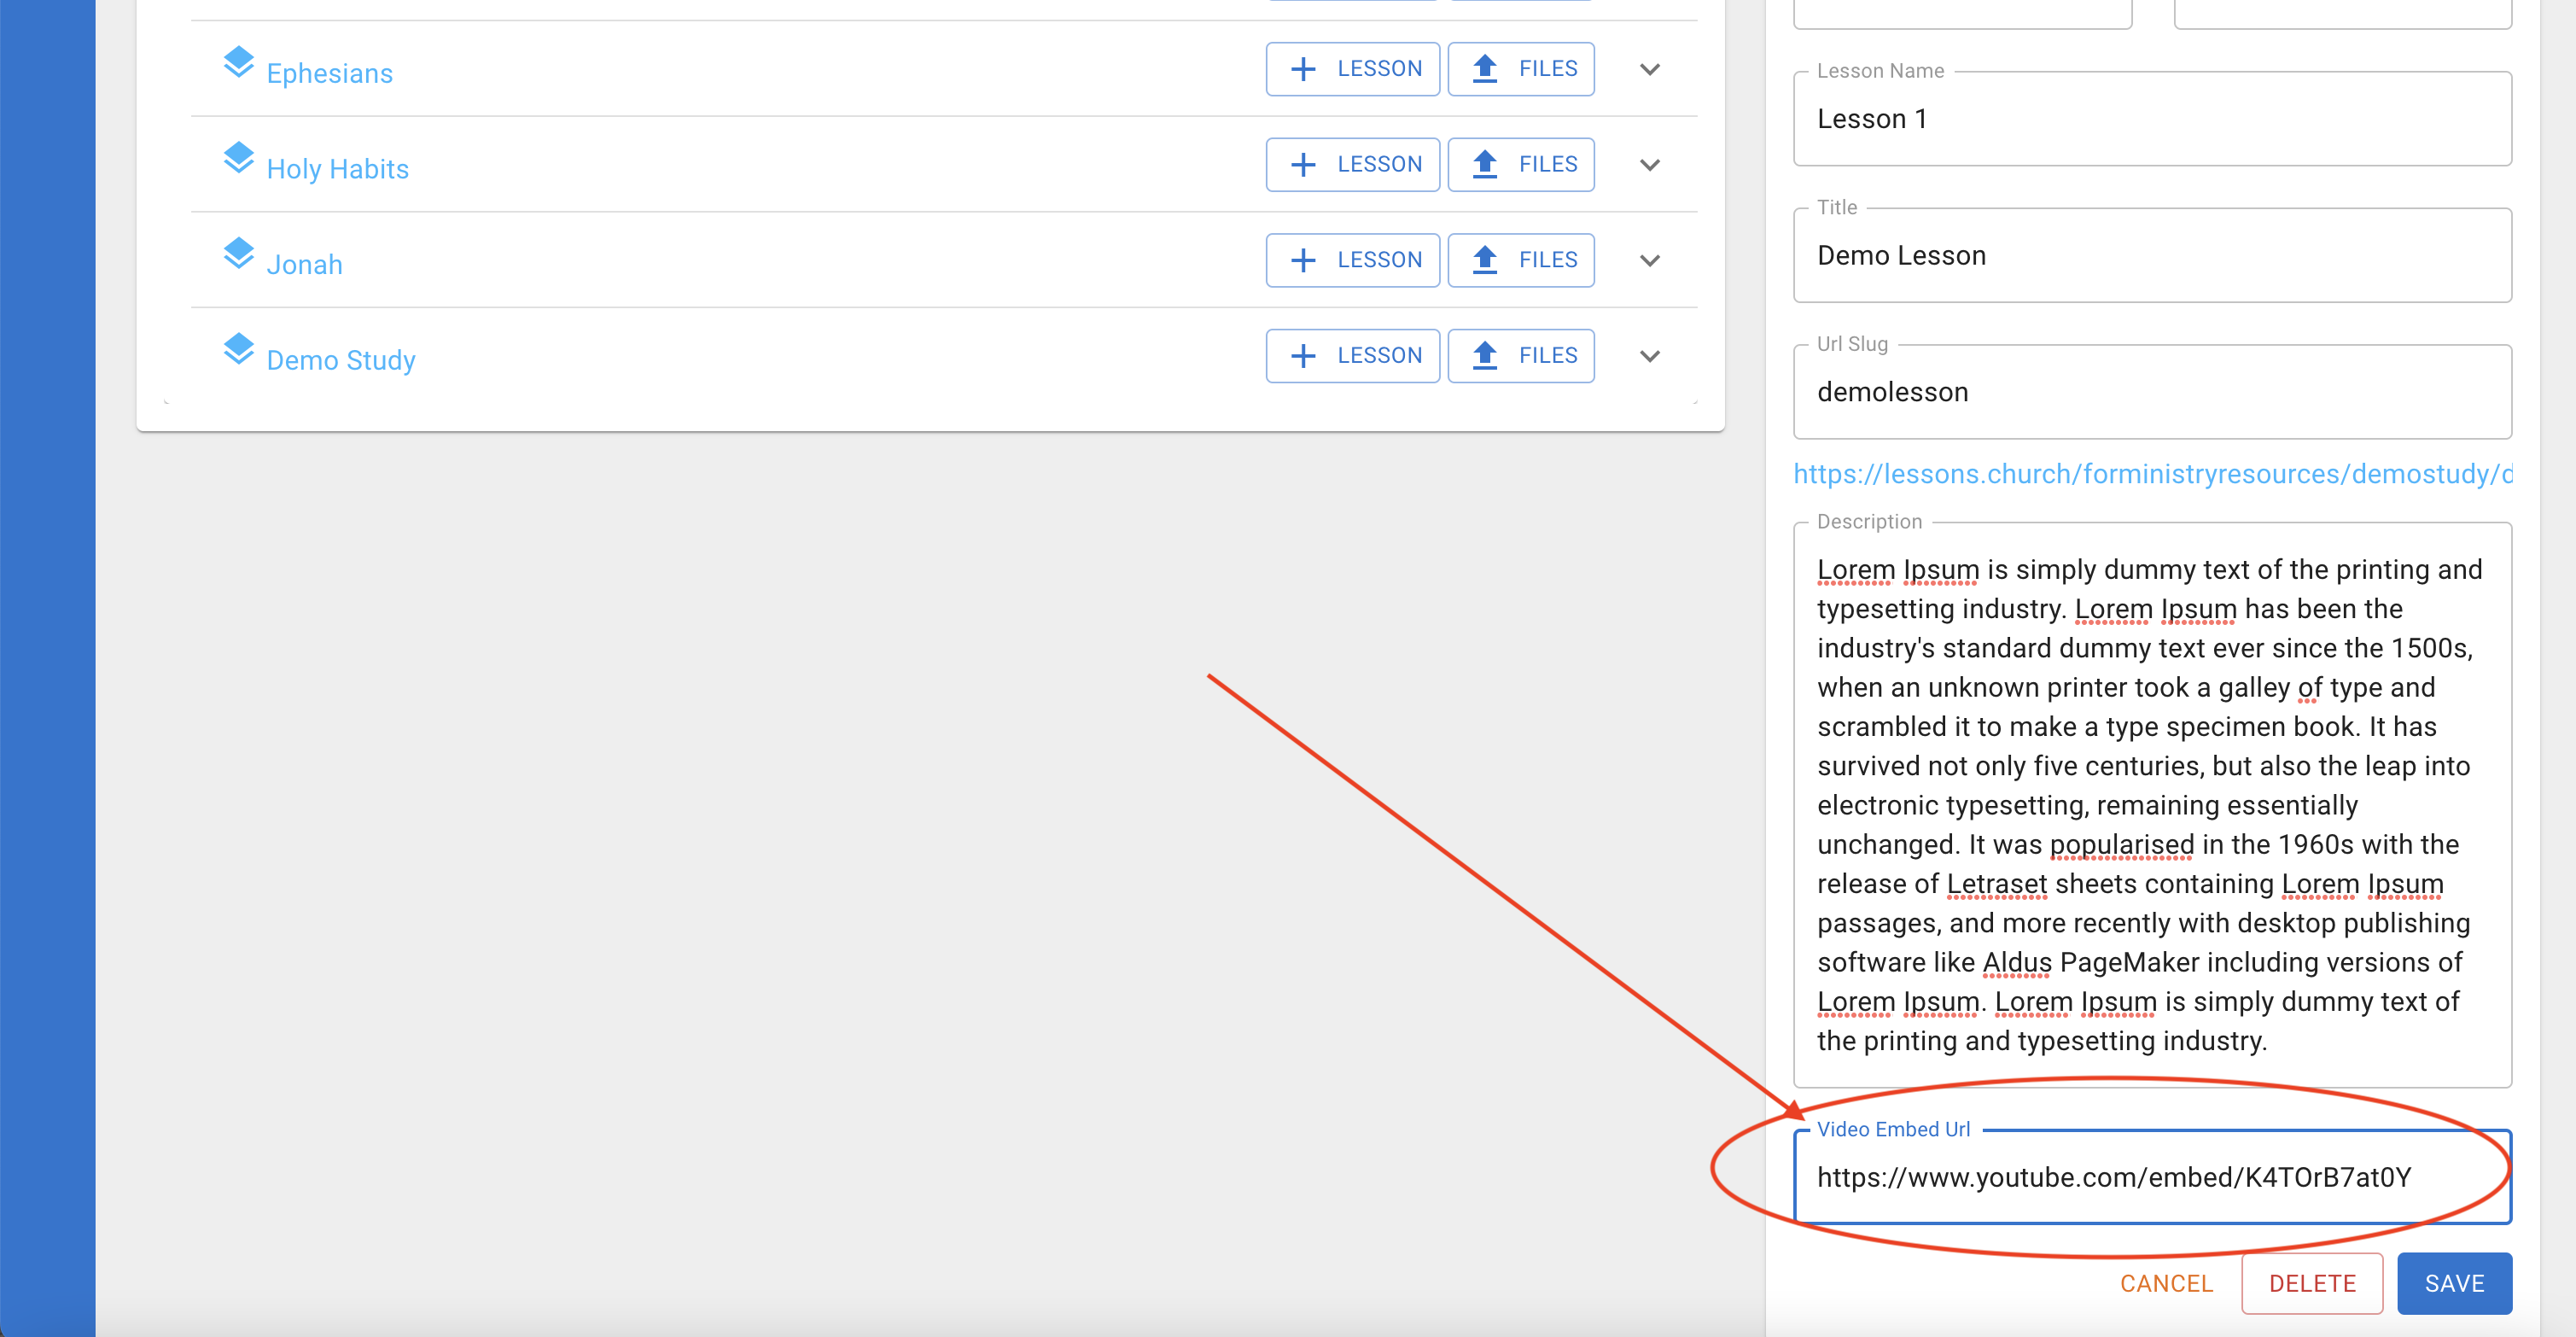 Ephesians
LESSON
FILES
Holy Habits
LESSON
FILES
Jonah
LESSON
FILES
Demo Study
LESSON
FILES
Lesson Name
Lesson 1
Title
Demo Lesson
Url Slug
demolesson
https://lessons.church/forministryresources/demostudy/d
Description
Lorem Ipsum is simply dummy text of the printing and
typesetting industry. Lorem Ipsum has been the
industry's standard dummy text ever since the 1500s,
when an unknown printer took a galley of type and
scrambled it to make a type specimen book. It has
survived not only five centuries, but also the leap into
electronic typesetting, remaining essentially
unchanged. It was popularised in the 1960s with the
release of Letraset sheets containing Lorem Ipsum
passages, and more recently with desktop publishing
software like Aldus PageMaker including versions of
Lorem Ipsum. Lorem Ipsum is simply dummy text of
the printing and typesetting industry.
Video Embed Url
https://www.youtube.com/embed/K4TOrB7at0Y
CANCEL
DELETE
SAVE